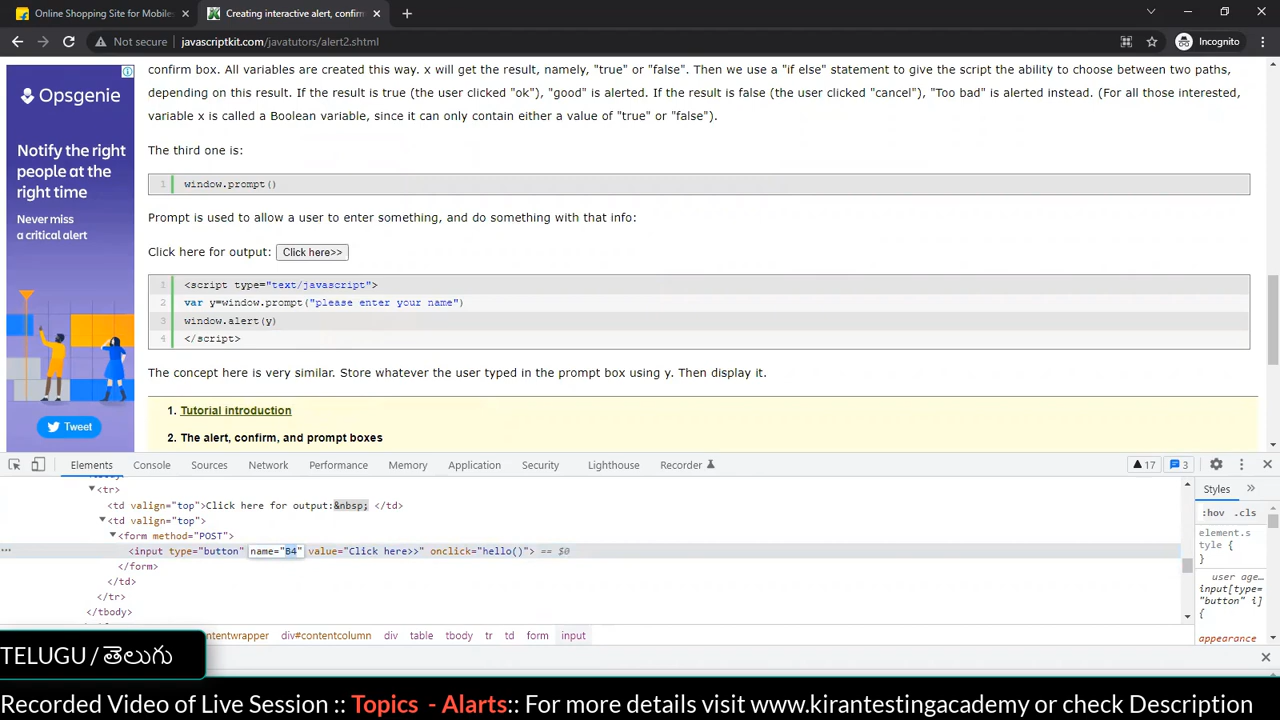 Online Shopping Site for Mobiles
Creating interactive alert, confirm
Not secure
javascriptkit.com/javatutors/alert2.shtml
Incognito
confirm box. All variables are created this way. x will get the result, namely, "true" or "false". Then we use a "if else" statement to give the script the ability to choose between two paths,
depending on this result. If the result is true (the user clicked "ok"), "good" is alerted. If the result is false (the user clicked "cancel"), "Too bad" is alerted instead. (For all those interested,
variable x is called a Boolean variable, since it can only contain either a value of "true" or "false").
Opsgenie
Notify the right
people at the
right time
Never miss
a critical alert
Tweet
The third one is:
1 window.prompt()
Prompt is used to allow a user to enter something, and do something with that info:
Click here for output: Click here>>
1 <script type="text/javascript">
2 var y=window.prompt("please enter your name")
3 window.alert(y)
4 </script>
The concept here is very similar. Store whatever the user typed in the prompt box using y. Then display it.
1. Tutorial introduction
2. The alert, confirm, and prompt boxes
Elements Console Sources Network Performance Memory Application Security Lighthouse Recorder 17 3
<tr>
<td valign="top">Click here for output:&nbsp; </td>
<td valign="top">
<form method="POST">
<input type="button" name="B4" value="Click here>>" onclick="hello()"> == $0
</form>
</td>
</tr>
</tbody>
entwrapper div#contentcolumn div table tbody tr td form input
Styles
:hov .cls
element.s
tyle {
}
user age…
input[type=
"button" i]
{
appearance
TELUGU / తెలుగు
Recorded Video of Live Session :: Topics - Alarts:: For more details visit www.kirantestingacademy or check Description